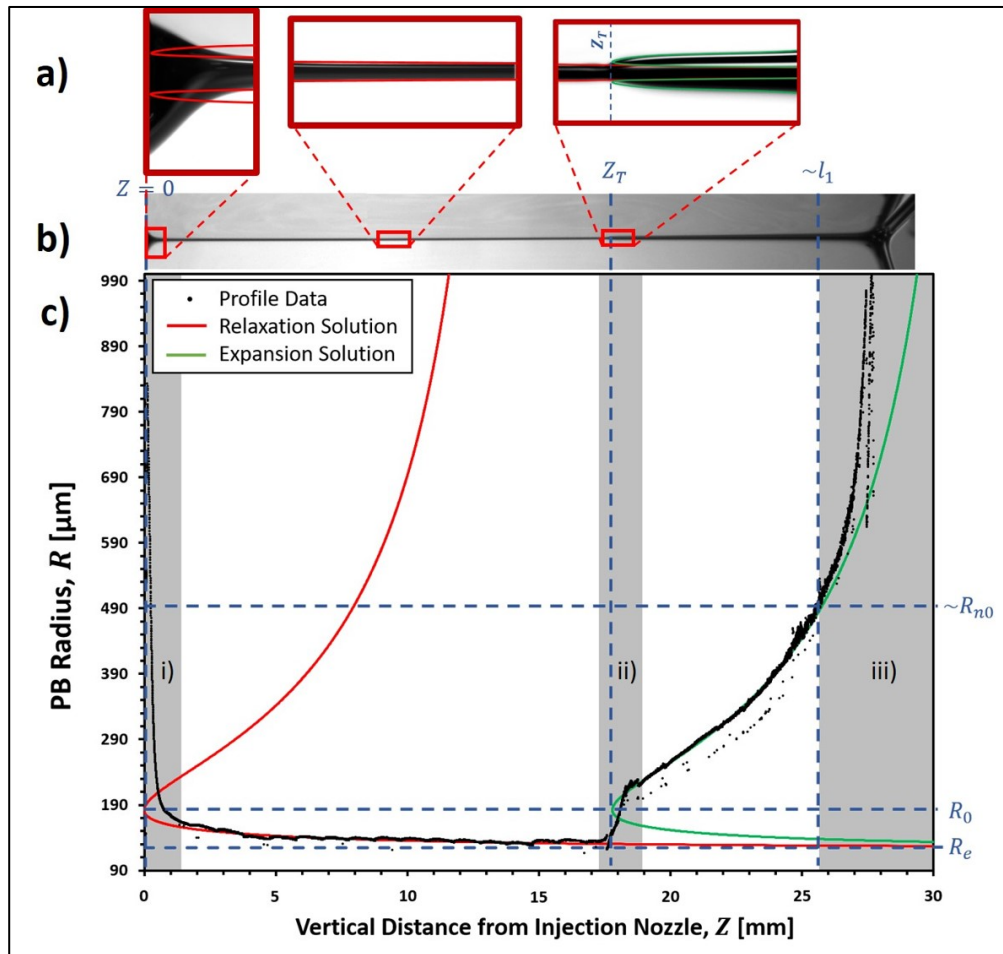 a)
Z_T
Z = 0
Z_T
~l_1
b)
c)
Profile Data
Relaxation Solution
Expansion Solution
PB Radius, R [µm]
990
890
790
690
590
490
390
290
190
90
i)
ii)
iii)
~R_{n0}
R_0
R_e
0
5
10
15
20
25
30
Vertical Distance from Injection Nozzle, Z [mm]